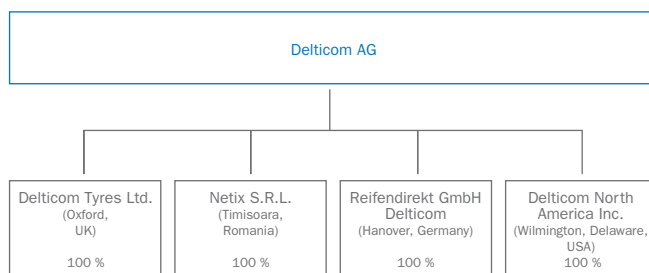 Delticom AG
Delticom Tyres Ltd.
(Oxford,
UK)
100 %
Netix S.R.L.
(Timisoara,
Romania)
100 %
Reifendirekt GmbH
Delticom
(Hanover, Germany)
100 %
Delticom North
America Inc.
(Wilmington, Delaware,
USA)
100 %